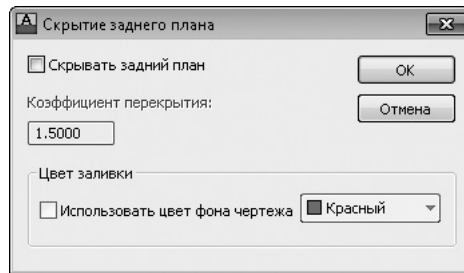 Скрытие заднего плана
Скрывать задний план
OK
Коэффициент перекрытия:
Отмена
1.5000
Цвет заливки
Использовать цвет фона чертежа
Красный